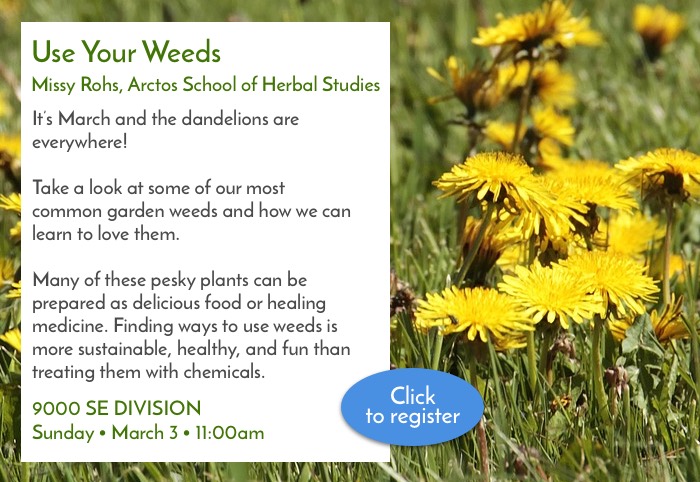 Use Your Weeds
Missy Rohs, Arctos School of Herbal Studies
It's March and the dandelions are
everywhere!
Take a look at some of our most
common garden weeds and how we can
learn to love them.
Many of these pesky plants can be
prepared as delicious food or healing
medicine. Finding ways to use weeds is
more sustainable, healthy, and fun than
treating them with chemicals.
9000 SE DIVISION
Sunday • March 3 • 11:00am
Click
to register